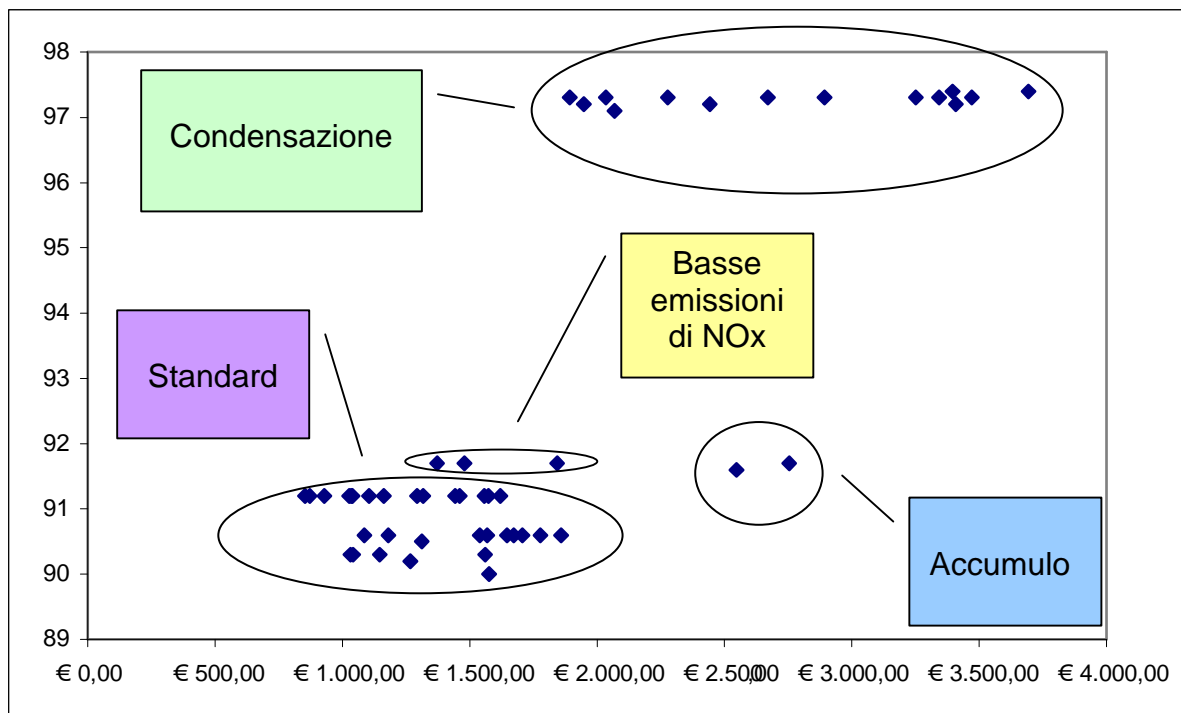 98
97
96
95
94
93
92
91
90
89
Condensazione
Basse
emissioni
di NOx
Standard
Accumulo
€ 0,00 € 500,00 € 1.000,00 € 1.500,00 € 2.000,00 € 2.500,00 € 3.000,00 € 3.500,00 € 4.000,00